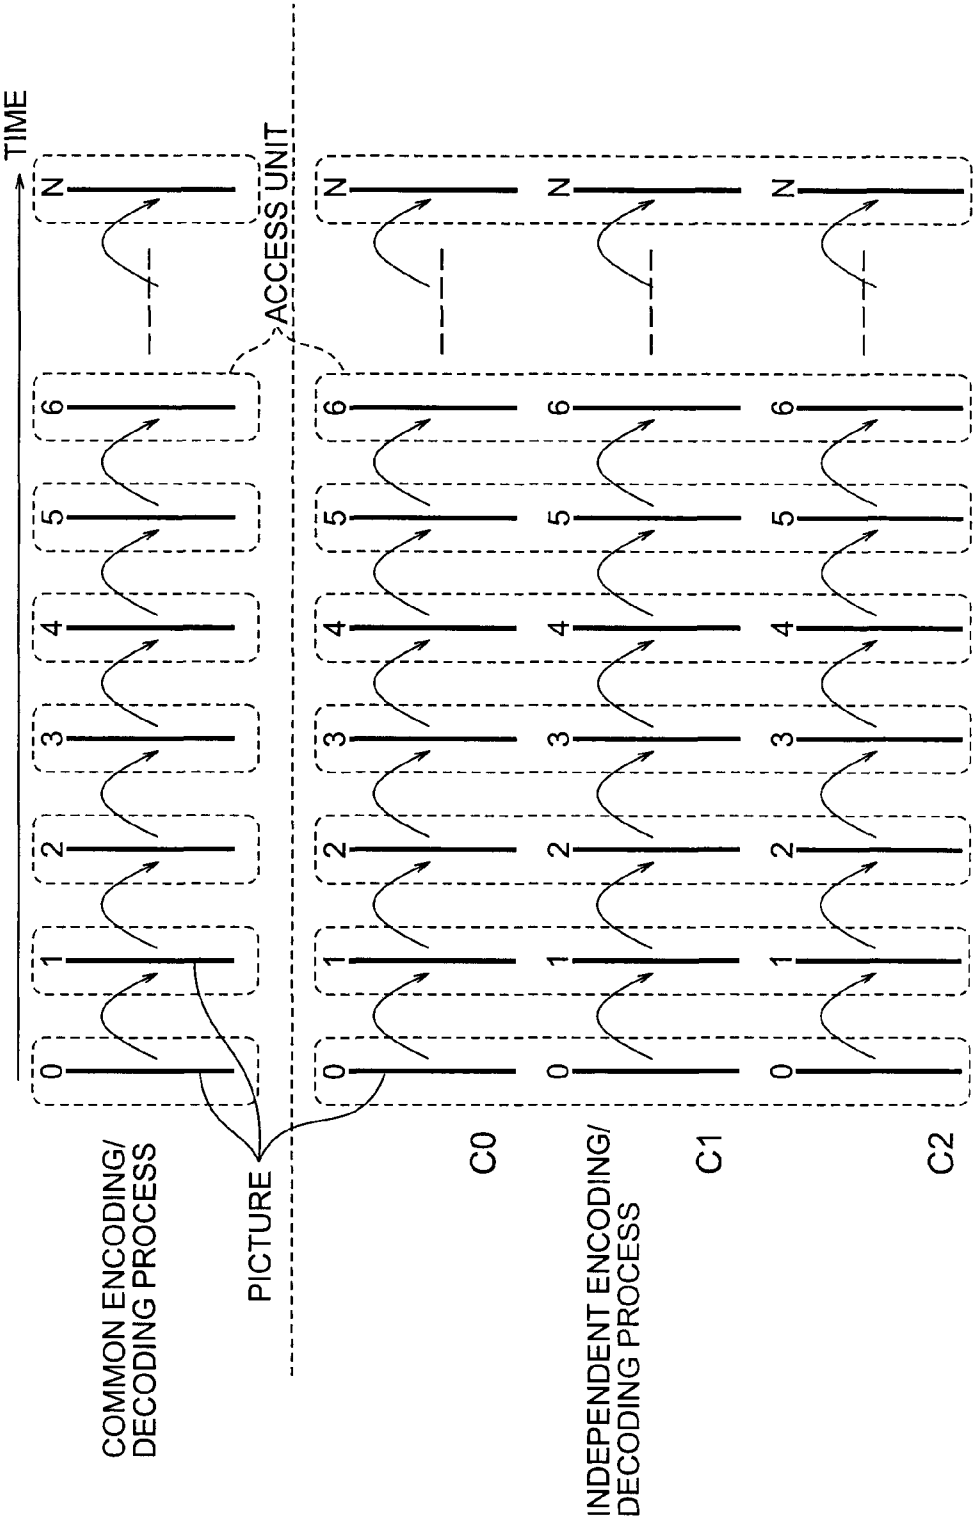 TIME
COMMON ENCODING/
DECODING PROCESS
0 1 2 3 4 5 6 N
PICTURE
ACCESS UNIT
C0
0 1 2 3 4 5 6 N
INDEPENDENT ENCODING/
DECODING PROCESS
C1
0 1 2 3 4 5 6 N
C2
0 1 2 3 4 5 6 N